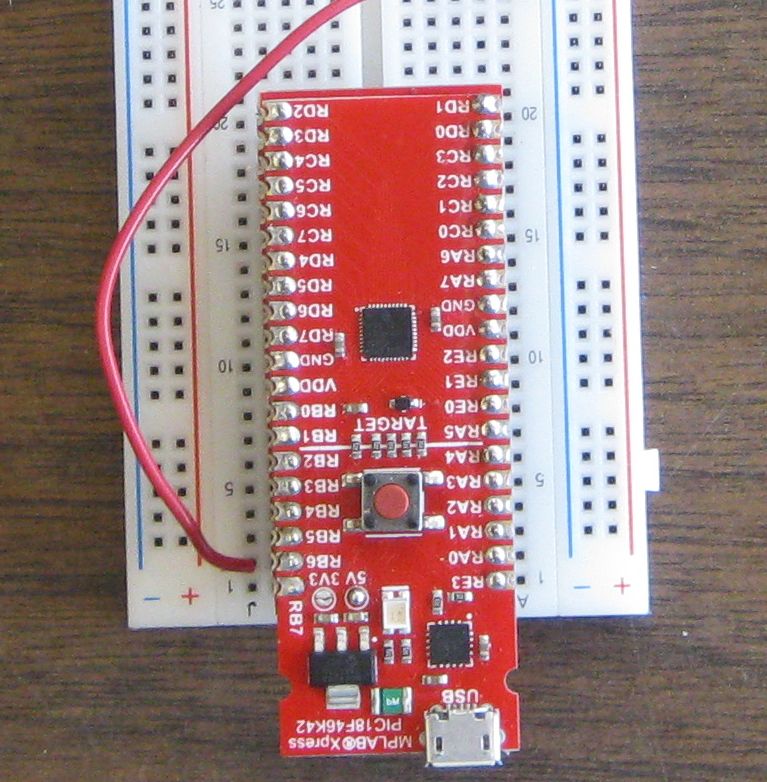 25
20
20
15
15
10
10
5
5
1
1
J
A
− +
− +
RD2
RD3
RC4
RC5
RC6
RC7
RD4
RD5
RD6
RD7
GND
VDD
RB0
RB1
RB2
RB3
RB4
RB5
RB6
RB7
RD1
RD0
RC3
RC2
RC1
RC0
RA6
RA7
GND
VDD
RE2
RE1
RE0
RA5
RA4
RA3
RA2
RA1
RA0
RE3
TARGET
5V 3V3
USB
MPLAB®Xpress
PIC18F46K42